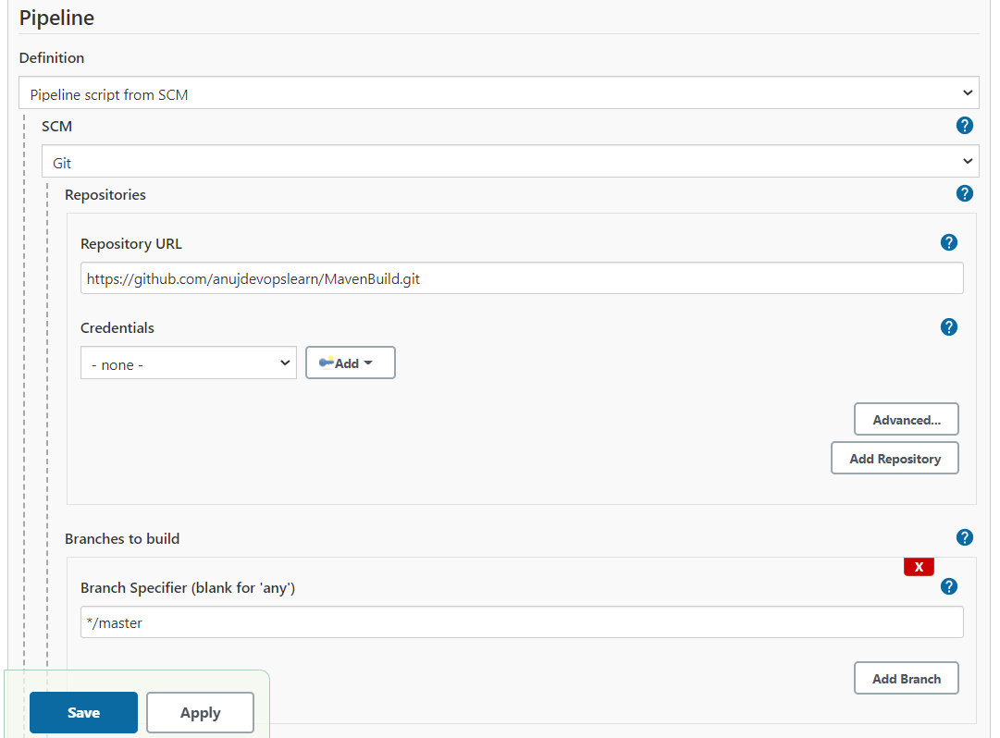 Pipeline
Definition
Pipeline script from SCM
SCM
?
Git
Repositories
?
Repository URL
?
https://github.com/anujdevopslearn/MavenBuild.git
Credentials
?
- none -
Add
Advanced...
Add Repository
Branches to build
?
X
Branch Specifier (blank for 'any')
?
*/master
Add Branch
Save
Apply